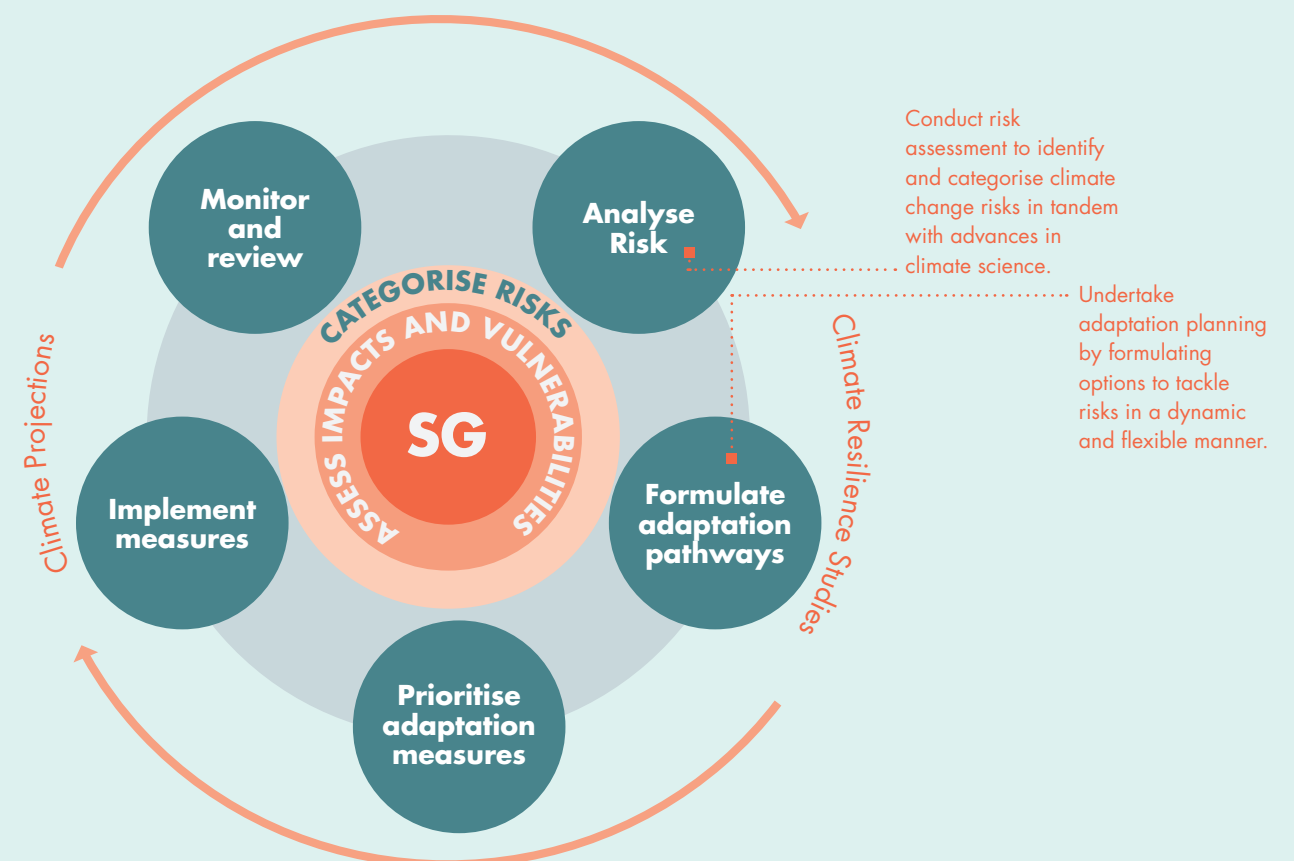 Monitor
and
review
Analyse
Risk
Conduct risk
assessment to identify
and categorise climate
change risks in tandem
with advances in
climate science.
Undertake
adaptation planning
by formulating
options to tackle
risks in a dynamic
and flexible manner.
CATEGORISE RISKS
ASSESS IMPACTS AND VULNERABILITIES
SG
Climate Projections
Climate Resilience Studies
Implement
measures
Formulate
adaptation
pathways
Prioritise
adaptation
measures